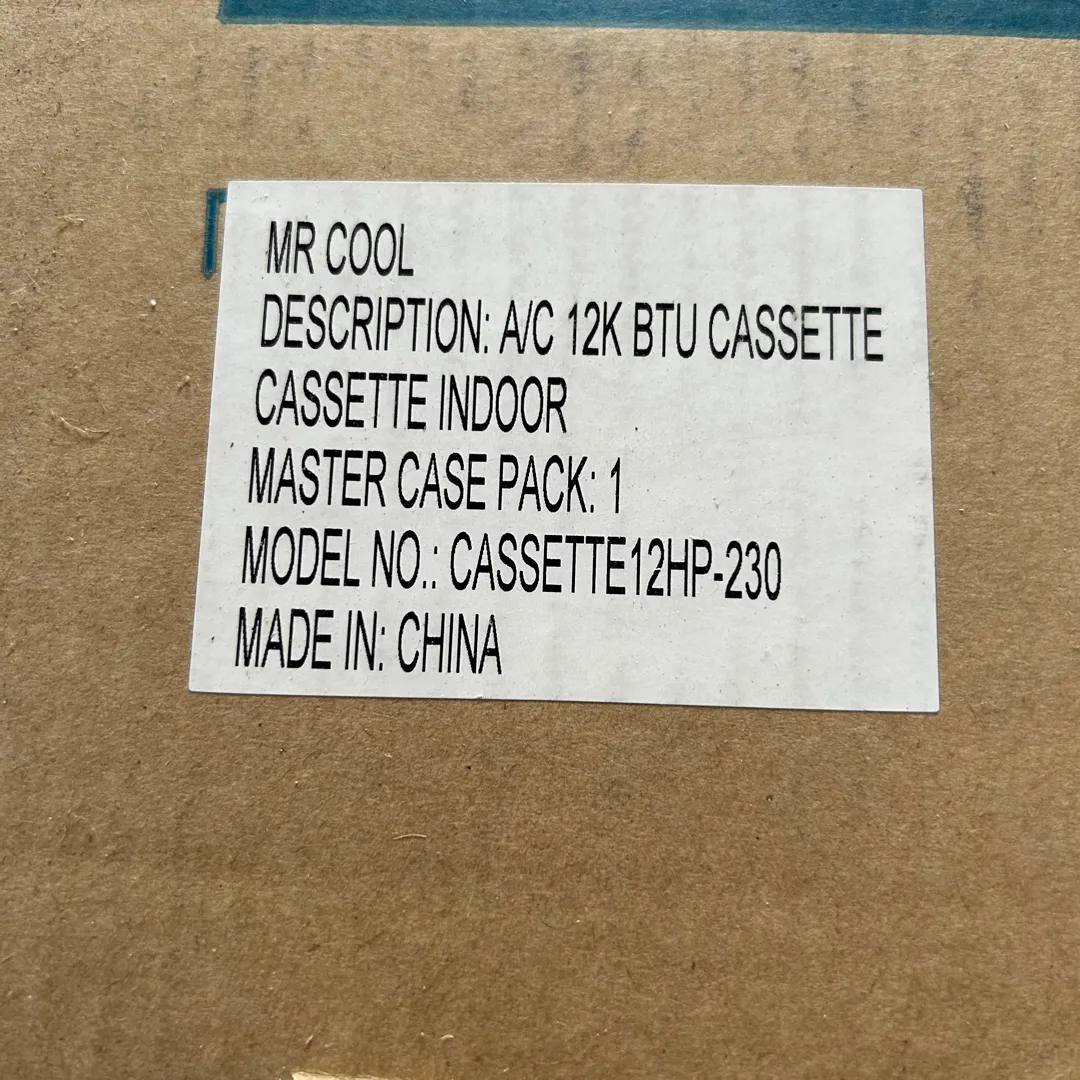 MR COOL
DESCRIPTION: A/C 12K BTU CASSETTE
CASSETTE INDOOR
MASTER CASE PACK: 1
MODEL NO.: CASSETTE12HP-230
MADE IN: CHINA